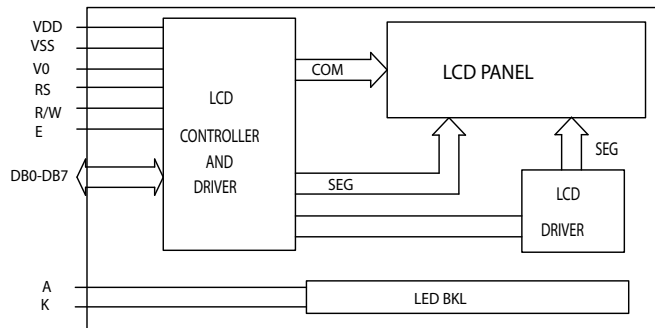 VDD
VSS
V0
RS
R/W
E
DB0-DB7
A
K
LCD
CONTROLLER
AND
DRIVER
COM
SEG
LCD PANEL
SEG
LCD
DRIVER
LED BKL